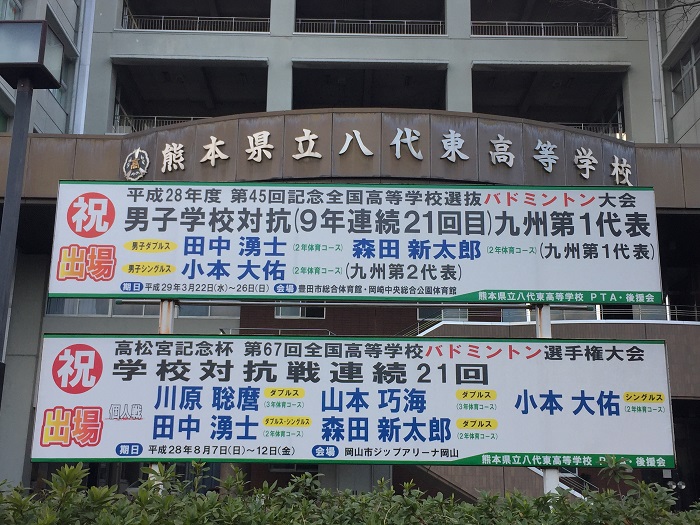 熊本県立八代東高等学校
祝
出場
平成28年度 第45回記念全国高等学校選抜バドミントン大会
男子学校対抗(9年連続21回目)九州第1代表
男子ダブルス 田中 湧士(2年体育コース) 森田 新太郎(2年体育コース)(九州第1代表)
男子シングルス 小本 大佑(2年体育コース)(九州第2代表)
期日 平成29年3月22日(水)~26日(日) 会場 豊田市総合体育館・岡崎中央総合公園体育館
熊本県立八代東高等学校 PTA・後援会
祝
出場
高松宮記念杯 第67回全国高等学校バドミントン選手権大会
学校対抗戦連続21回
個人戦
川原 聡麿 ダブルス (3年体育コース) 山本 巧海 ダブルス (3年体育コース) 小本 大佑 シングルス (2年体育コース)
田中 湧士 ダブルス・シングルス (2年体育コース) 森田 新太郎 ダブルス (2年体育コース)
期日 平成28年8月7日(日)~12日(金) 会場 岡山市ジップアリーナ岡山
熊本県立八代東高等学校 PTA・後援会